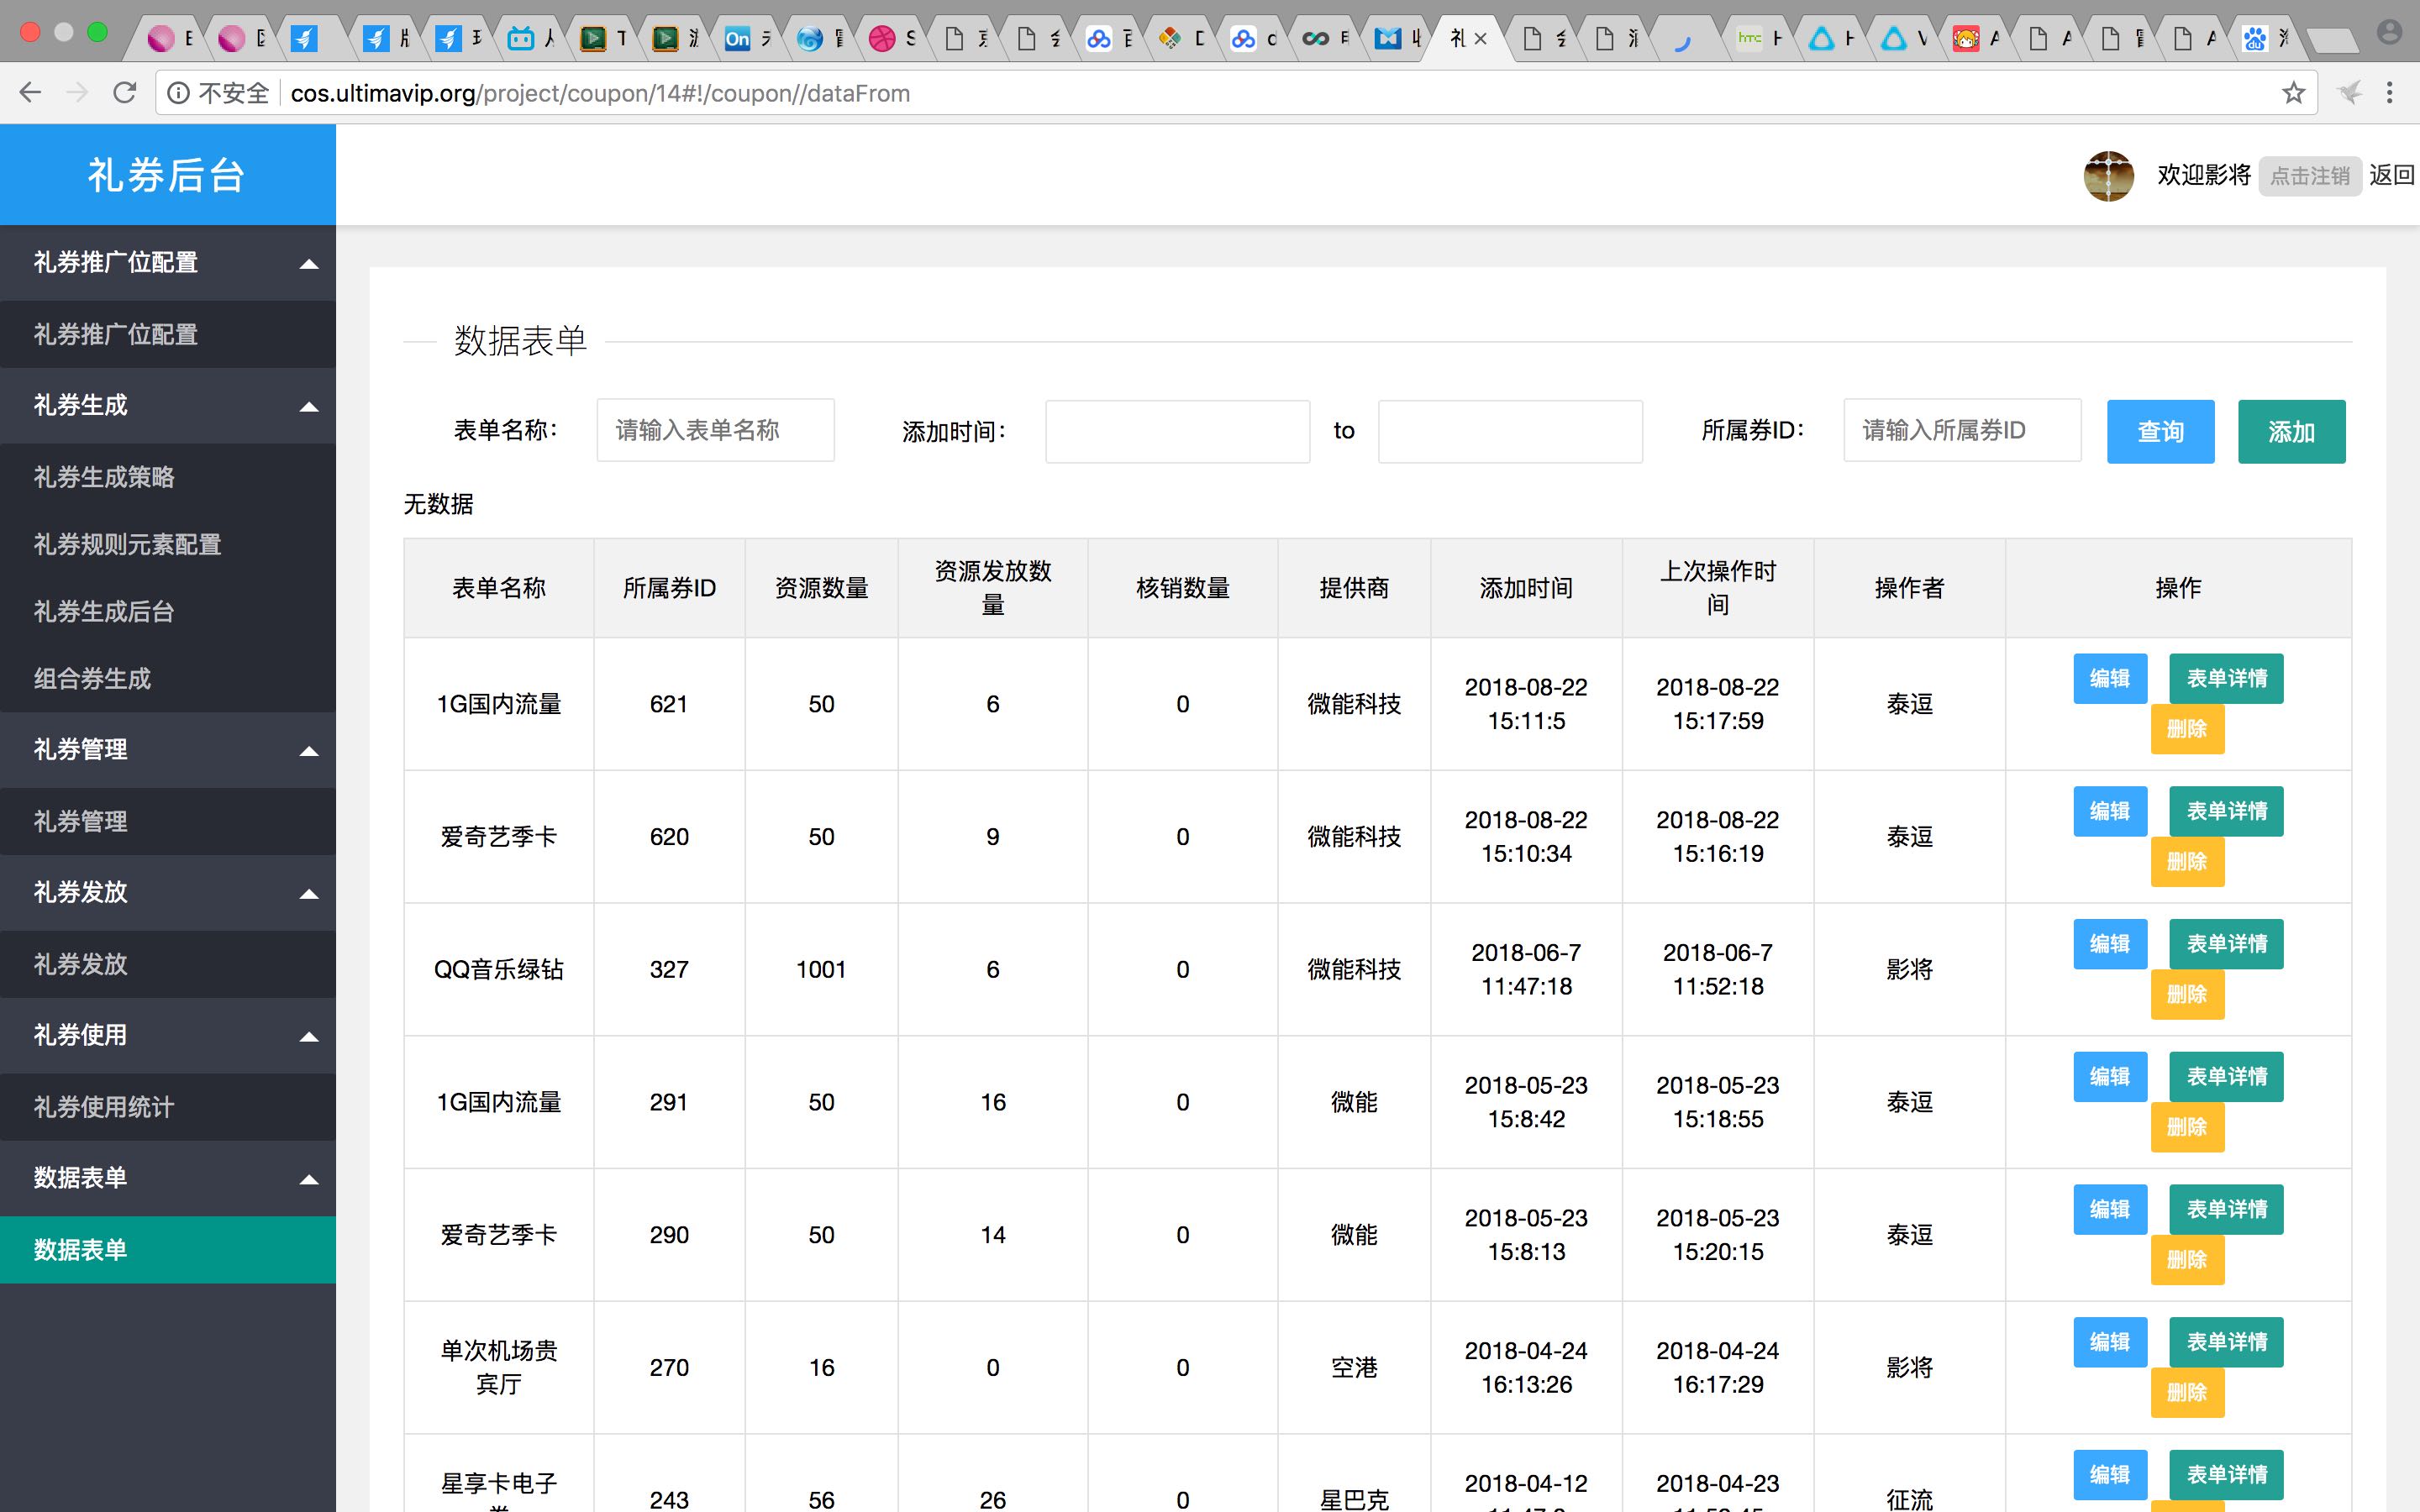 礼
不安全 cos.ultimavip.org/project/coupon/14#!/coupon//dataFrom
礼券后台
欢迎影将 点击注销 返回
礼券推广位配置
礼券推广位配置
礼券生成
礼券生成策略
礼券规则元素配置
礼券生成后台
组合券生成
礼券管理
礼券管理
礼券发放
礼券发放
礼券使用
礼券使用统计
数据表单
数据表单
数据表单
表单名称: 请输入表单名称 添加时间: to 所属券ID: 请输入所属券ID 查询 添加
无数据
表单名称 所属券ID 资源数量 资源发放数量 核销数量 提供商 添加时间 上次操作时间 操作者 操作
1G国内流量 621 50 6 0 微能科技 2018-08-22 15:11:5 2018-08-22 15:17:59 泰逗 编辑 表单详情 删除
爱奇艺季卡 620 50 9 0 微能科技 2018-08-22 15:10:34 2018-08-22 15:16:19 泰逗 编辑 表单详情 删除
QQ音乐绿钻 327 1001 6 0 微能科技 2018-06-7 11:47:18 2018-06-7 11:52:18 影将 编辑 表单详情 删除
1G国内流量 291 50 16 0 微能 2018-05-23 15:8:42 2018-05-23 15:18:55 泰逗 编辑 表单详情 删除
爱奇艺季卡 290 50 14 0 微能 2018-05-23 15:8:13 2018-05-23 15:20:15 泰逗 编辑 表单详情 删除
单次机场贵宾厅 270 16 0 0 空港 2018-04-24 16:13:26 2018-04-24 16:17:29 影将 编辑 表单详情 删除
星享卡电子 243 56 26 0 星巴克 2018-04-12 2018-04-23 征流 编辑 表单详情